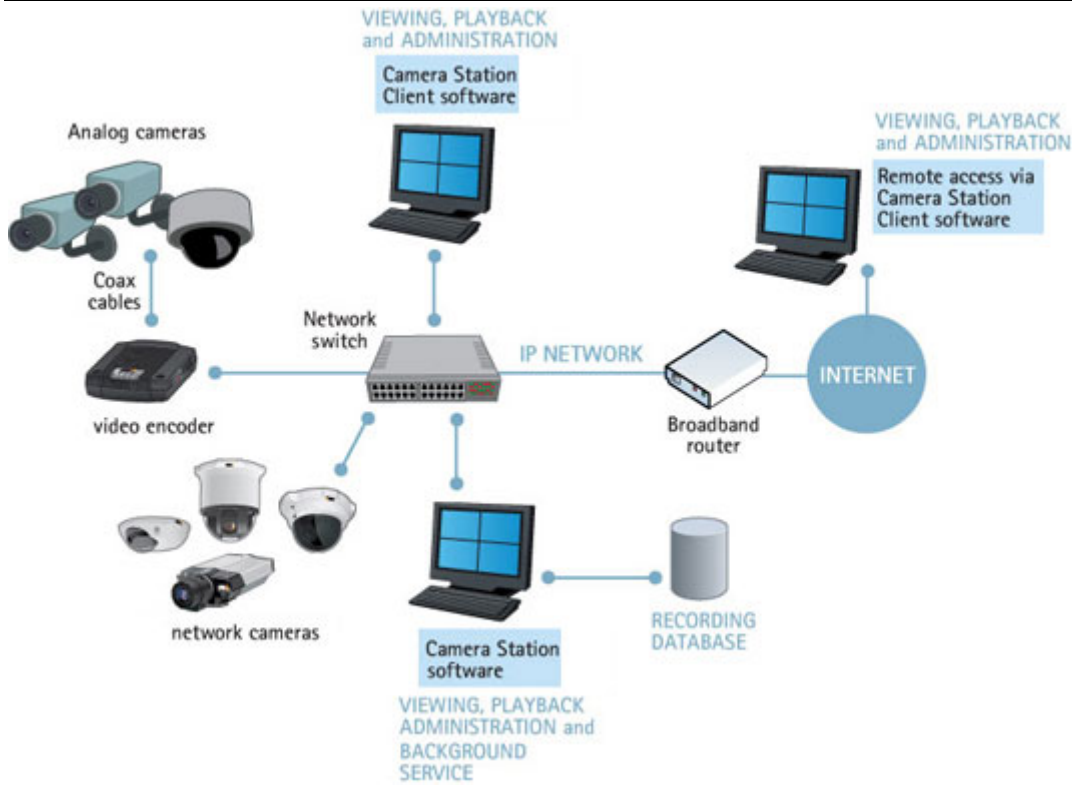 VIEWING, PLAYBACK
and ADMINISTRATION
Camera Station
Client software
Analog cameras
VIEWING, PLAYBACK
and ADMINISTRATION
Remote access via
Camera Station
Client software
Coax
cables
Network
switch
IP NETWORK
INTERNET
video encoder
Broadband
router
network cameras
Camera Station
software
RECORDING
DATABASE
VIEWING, PLAYBACK
ADMINISTRATION and
BACKGROUND
SERVICE